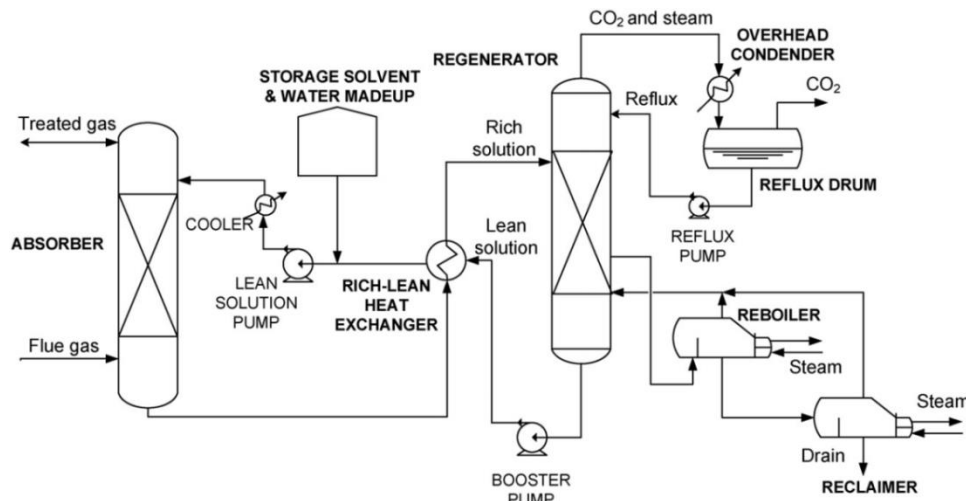 CO₂ and steam
OVERHEAD
CONDENDER
REGENERATOR
STORAGE SOLVENT
& WATER MADEUP
CO₂
Reflux
Treated gas
Rich
solution
REFLUX DRUM
COOLER
Lean
solution
ABSORBER
REFLUX
PUMP
LEAN
SOLUTION
PUMP
RICH-LEAN
HEAT
EXCHANGER
REBOILER
Flue gas
Steam
Steam
Drain
BOOSTER
PUMP
RECLAIMER